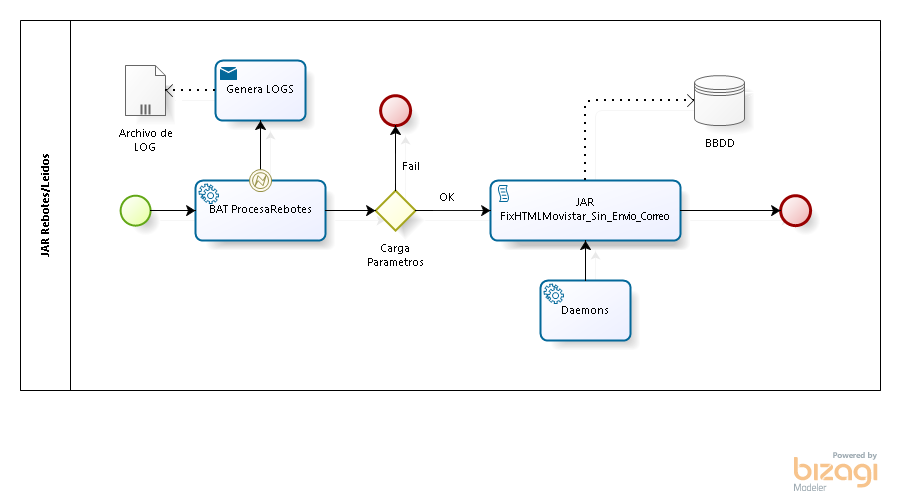 JAR Rebotes/Leidos
Genera LOGS
Archivo de
LOG
BBDD
Fail
BAT ProcesaRebotes
OK
JAR
FixHTMLMovistar_Sin_Envio_Correo
Carga
Parametros
Daemons
Powered by
bizagi
Modeler